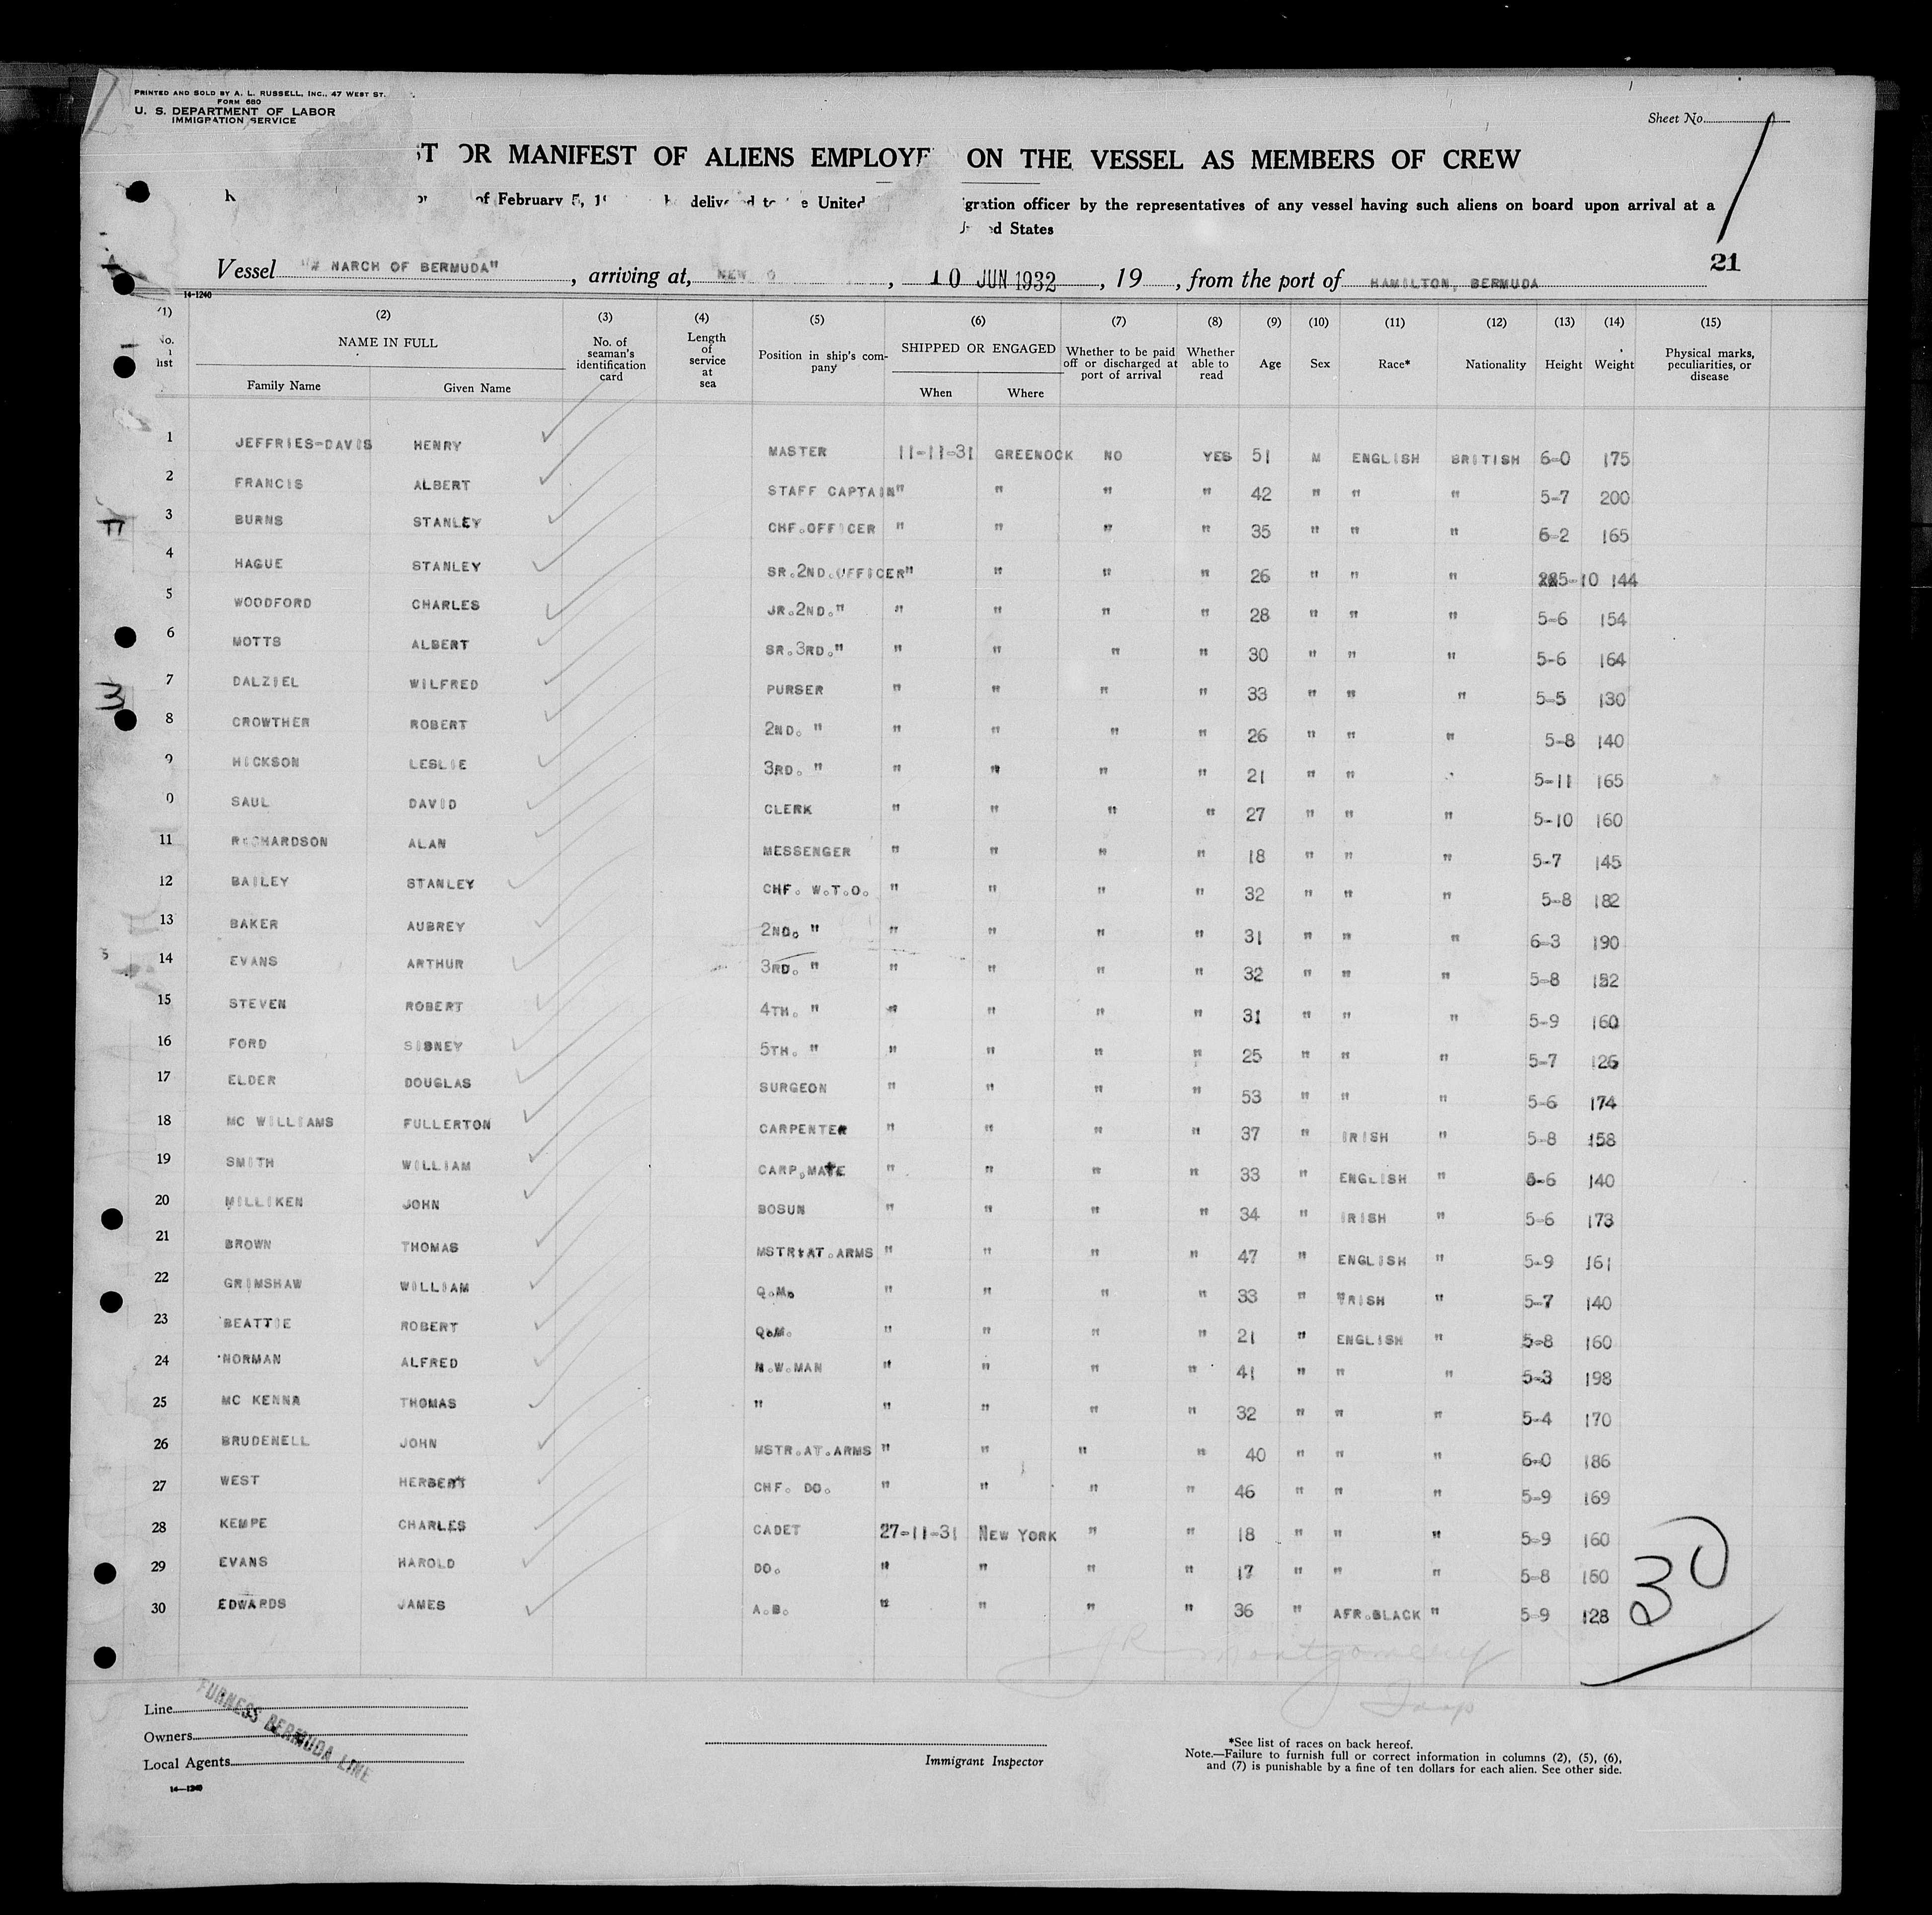 PRINTED AND SOLD BY A. L. RUSSELL, INC., 47 WEST ST.
FORM 680
U. S. DEPARTMENT OF LABOR
IMMIGRATION SERVICE
Sheet No.
ST OR MANIFEST OF ALIENS EMPLOYE ON THE VESSEL AS MEMBERS OF CREW
of February 5, 19 be delivered to the United gration officer by the representatives of any vessel having such aliens on board upon arrival at a
ed States
21
Vessel "M NARCH OF BERMUDA", arriving at, NEW, 10 JUN 1932, 19, from the port of HAMILTON, BERMUDA
14-1240
(1) (2) (3) (4) (5) (6) (7) (8) (9) (10) (11) (12) (13) (14) (15)
No. list NAME IN FULL Family Name Given Name No. of seaman's identification card Length of service at sea Position in ship's company SHIPPED OR ENGAGED When Where Whether to be paid off or discharged at port of arrival Whether able to read Age Sex Race* Nationality Height Weight Physical marks, peculiarities, or disease
1 JEFFRIES-DAVIS HENRY MASTER 11-11-31 GREENOCK NO YES 51 M ENGLISH BRITISH 6-0 175
2 FRANCIS ALBERT STAFF CAPTAIN " " " " 42 " " " 5-7 200
3 BURNS STANLEY CHF.OFFICER " " " " 35 " " " 6-2 165
4 HAGUE STANLEY SR.2ND.OFFICER " " " " 26 " " " 5-10 144
5 WOODFORD CHARLES JR.2ND." " " " " 28 " " " 5-6 154
6 MOTTS ALBERT SR.3RD." " " " " 30 " " " 5-6 164
7 DALZIEL WILFRED PURSER " " " " 33 " " " 5-5 130
8 CROWTHER ROBERT 2ND. " " " " " 26 " " " 5-8 140
9 HICKSON LESLIE 3RD. " " " " " 21 " " 5-11 165
0 SAUL DAVID CLERK " " " " 27 " " " 5-10 160
11 RICHARDSON ALAN MESSENGER " " " " 18 " " " 5-7 145
12 BAILEY STANLEY CHF. W.T.O. " " " " 32 " " " 5-8 182
13 BAKER AUBREY 2ND. " " " " " 31 " " " 6-3 190
14 EVANS ARTHUR 3RD. " " " " " 32 " " " 5-8
15 STEVEN ROBERT 4TH. " " " " " 31 " " " 5-9 160
16 FORD SIDNEY 5TH. " " " " " 25 " " " 5-7 126
17 ELDER DOUGLAS SURGEON " " " " 53 " " " 5-6 174
18 MC WILLIAMS FULLERTON CARPENTER " " " " 37 " IRISH " 5-8 158
19 SMITH WILLIAM CARP.MATE " " " " 33 " ENGLISH " 5-6 140
20 MILLIKEN JOHN BOSUN " " " " 34 " IRISH " 5-6 173
21 BROWN THOMAS MSTR.AT.ARMS " " " " 47 " ENGLISH " 5-9 161
22 GRIMSHAW WILLIAM Q.M. " " " " 33 " IRISH " 5-7 140
23 BEATTIE ROBERT Q.M. " " " " 21 " ENGLISH " 5-8 160
24 NORMAN ALFRED N.W.MAN " " " " 41 " " " 5-3 198
25 MC KENNA THOMAS " " " " " 32 " " " 5-4 170
26 BRUDENELL JOHN MSTR.AT.ARMS " " " " 40 " " " 6-0 186
27 WEST HERBERT CHF. DO. " " " " 46 " " " 5-9 169
28 KEMPE CHARLES CADET 27-11-31 NEW YORK " " 18 " " " 5-9 160
29 EVANS HAROLD DO. " " " " 17 " " " 5-8 150
30 EDWARDS JAMES A.B. " " " " 36 " AFR.BLACK " 5-9 128
30
J R Montgomery
Insp
Line
Owners
Local Agents
FURNESS BERMUDA LINE
14-1240
Immigrant Inspector
*See list of races on back hereof.
Note.—Failure to furnish full or correct information in columns (2), (5), (6),
and (7) is punishable by a fine of ten dollars for each alien. See other side.